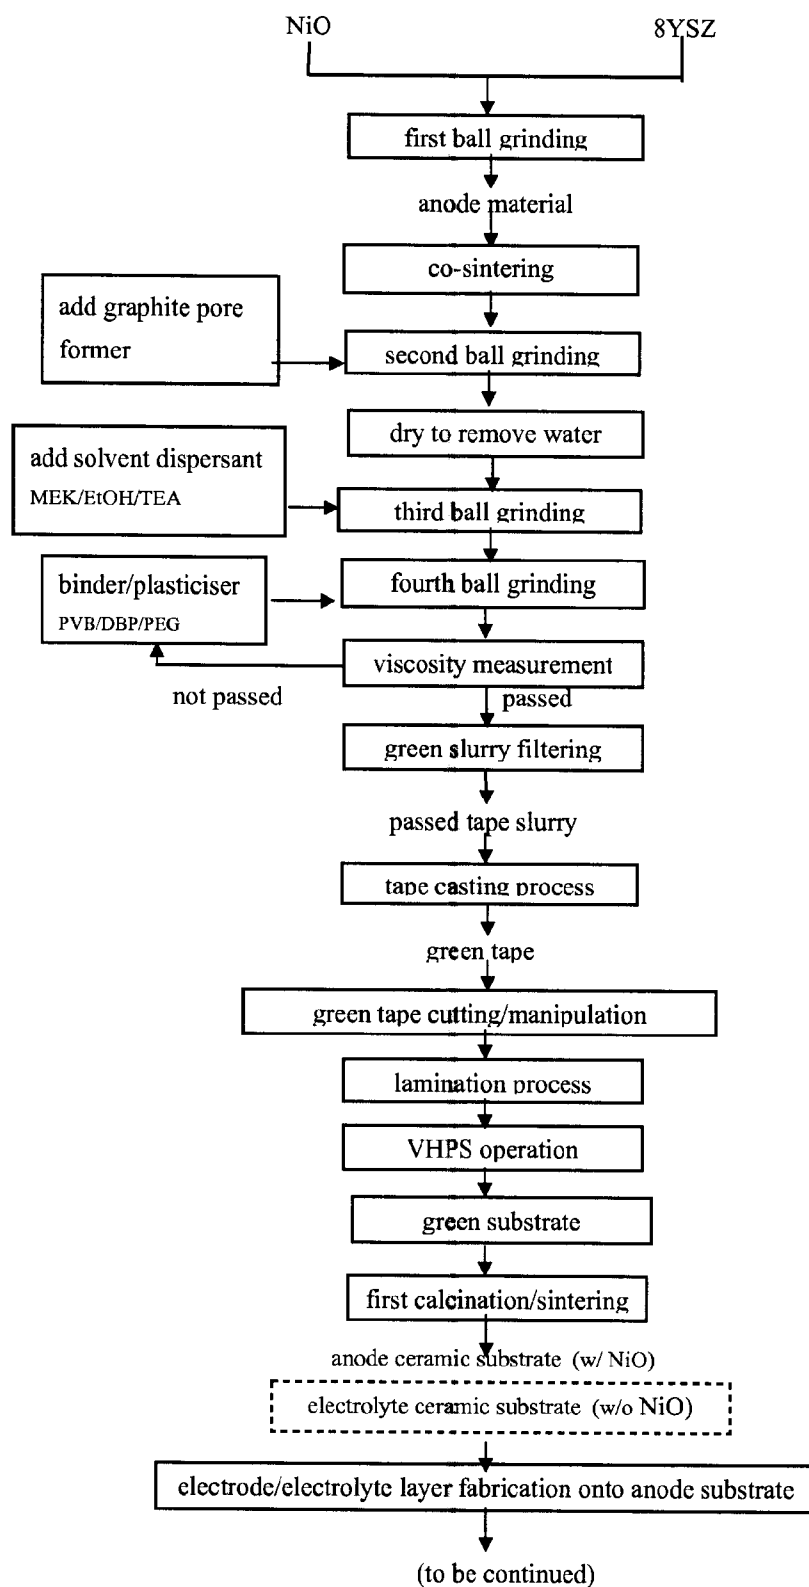 NiO
8YSZ
first ball grinding
anode material
co-sintering
add graphite pore
former
second ball grinding
dry to remove water
add solvent dispersant
MEK/EtOH/TEA
third ball grinding
binder/plasticiser
PVB/DBP/PEG
fourth ball grinding
viscosity measurement
not passed
passed
green slurry filtering
passed tape slurry
tape casting process
green tape
green tape cutting/manipulation
lamination process
VHPS operation
green substrate
first calcination/sintering
anode ceramic substrate (w/ NiO)
electrolyte ceramic substrate (w/o NiO)
electrode/electrolyte layer fabrication onto anode substrate
(to be continued)